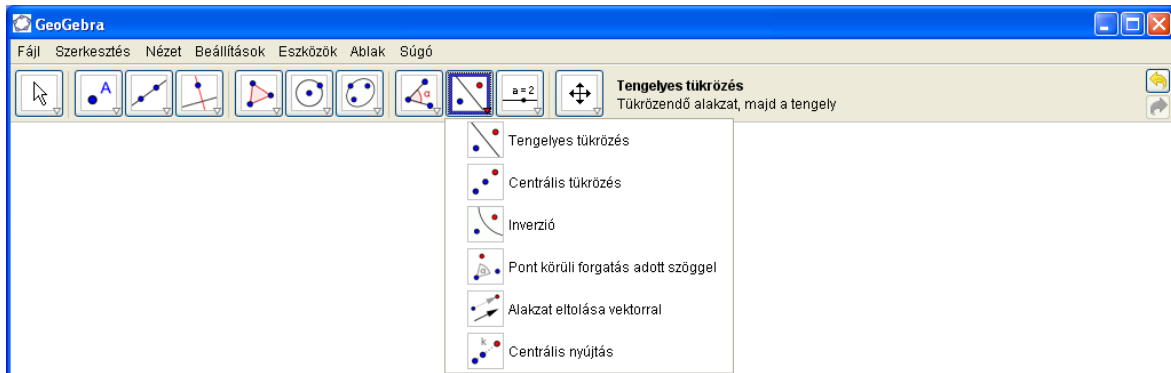 GeoGebra
Fájl Szerkesztés Nézet Beállítások Eszközök Ablak Súgó
A
α
a = 2
Tengelyes tükrözés
Tükrözendő alakzat, majd a tengely
Tengelyes tükrözés
Centrális tükrözés
Inverzió
α
Pont körüli forgatás adott szöggel
Alakzat eltolása vektorral
k
Centrális nyújtás